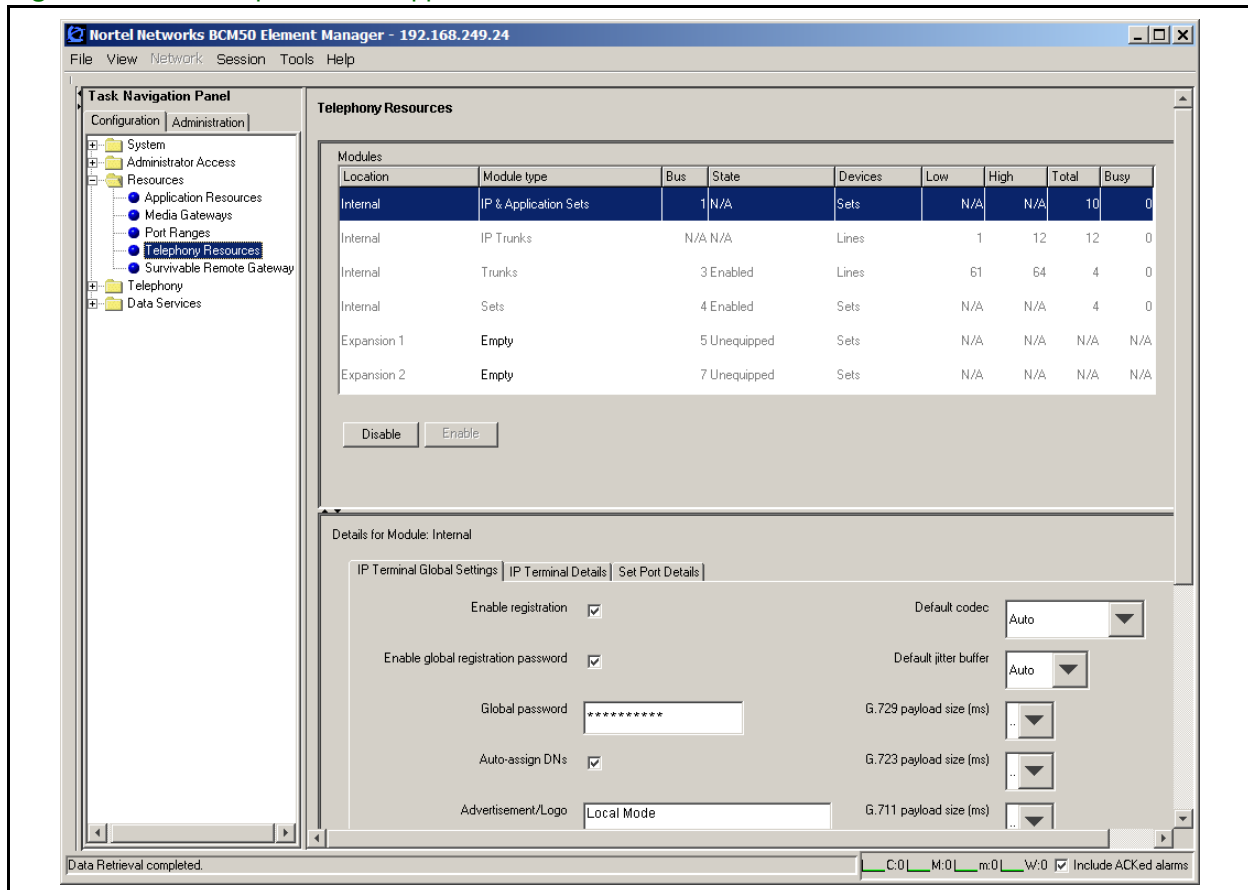 Nortel Networks BCM50 Element Manager - 192.168.249.24
File View Network Session Tools Help
Task Navigation Panel
Configuration Administration
System
Administrator Access
Resources
Application Resources
Media Gateways
Port Ranges
Telephony Resources
Survivable Remote Gateway
Telephony
Data Services
Telephony Resources
Modules
Location Module type Bus State Devices Low High Total Busy
Internal IP & Application Sets 1 N/A Sets N/A N/A 10 0
Internal IP Trunks N/A N/A Lines 1 12 12 0
Internal Trunks 3 Enabled Lines 61 64 4 0
Internal Sets 4 Enabled Sets N/A N/A 4 0
Expansion 1 Empty 5 Unequipped Sets N/A N/A N/A N/A
Expansion 2 Empty 7 Unequipped Sets N/A N/A N/A N/A
Disable Enable
Details for Module: Internal
IP Terminal Global Settings IP Terminal Details Set Port Details
Enable registration Default codec Auto
Enable global registration password Default jitter buffer Auto
Global password ********** G.729 payload size (ms) ..
Auto-assign DNs G.723 payload size (ms) ..
Advertisement/Logo Local Mode G.711 payload size (ms) ..
Data Retrieval completed. C:0 M:0 m:0 W:0 Include ACKed alarms